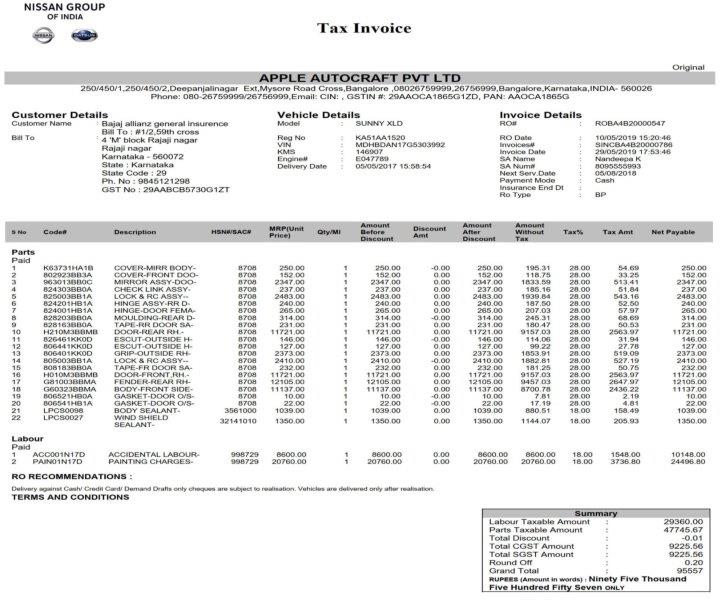 NISSAN GROUP
OF INDIA
NISSAN DATSUN
Tax Invoice
Original
APPLE AUTOCRAFT PVT LTD
250/450/1,250/450/2,Deepanjalinagar Ext,Mysore Road Cross,Bangalore ,08026759999,26756999,Bangalore,Karnataka,INDIA- 560026
Phone: 080-26759999/26756999,Email: CIN: , GSTIN #: 29AAOCA1865G1ZD, PAN: AAOCA1865G
Customer Details Vehicle Details Invoice Details
Customer Name : Bajaj allianz general insurence Model : SUNNY XLD RO# : ROBA4B20000547
Bill To : Bill To : #1/2,59th cross
4 'M' block Rajaji nagar Reg No : KA51AA1520 RO Date : 10/05/2019 15:20:46
Rajaji nagar VIN : MDHBDAN17G5303992 Invoices# : SINCBA4B20000786
Karnataka - 560072 KMS : 146907 Invoice Date : 29/05/2019 17:53:46
State : Karnataka Engine# : E047789 SA Name : Nandeepa K
State Code : 29 Delivery Date : 05/05/2017 15:58:54 SA Num# : 8095555993
Ph. No : 9845121298 Next Serv.Date : 05/08/2018
GST No : 29AABCB5730G1ZT Payment Mode : Cash
Insurance End Dt :
Ro Type : BP
S No Code# Description HSN#/SAC# MRP(Unit Price) Qty/Ml Amount Before Discount Discount Amt Amount After Discount Amount Without Tax Tax% Tax Amt Net Payable
Parts
Paid
1 K63731HA1B COVER-MIRR BODY- 8708 250.00 1 250.00 -0.00 250.00 195.31 28.00 54.69 250.00
2 802923BB3A COVER-FRONT DOO- 8708 152.00 1 152.00 0.00 152.00 118.75 28.00 33.25 152.00
3 963013BB0C MIRROR ASSY-DOO- 8708 2347.00 1 2347.00 0.00 2347.00 1833.59 28.00 513.41 2347.00
4 824303BB0A CHECK LINK ASSY- 8708 237.00 1 237.00 0.00 237.00 185.16 28.00 51.84 237.00
5 825003BB1A LOCK & RC ASSY-- 8708 2483.00 1 2483.00 0.00 2483.00 1939.84 28.00 543.16 2483.00
6 824201HB1A HINGE ASSY-RR D- 8708 240.00 1 240.00 0.00 240.00 187.50 28.00 52.50 240.00
7 824001HB1A HINGE-DOOR FEMA- 8708 265.00 1 265.00 0.00 265.00 207.03 28.00 57.97 265.00
8 828203BB0A MOULDING-REAR D- 8708 314.00 1 314.00 -0.00 314.00 245.31 28.00 68.69 314.00
9 828163BB0A TAPE-RR DOOR SA- 8708 231.00 1 231.00 0.00 231.00 180.47 28.00 50.53 231.00
10 H210M3BBMB DOOR-REAR RH.- 8708 11721.00 1 11721.00 0.00 11721.00 9157.03 28.00 2563.97 11721.00
11 826461KK0D ESCUT-OUTSIDE H- 8708 146.00 1 146.00 -0.00 146.00 114.06 28.00 31.94 146.00
12 806441KK0D ESCUT-OUTSIDE H- 8708 127.00 1 127.00 0.00 127.00 99.22 28.00 27.78 127.00
13 806401KK0D GRIP-OUTSIDE RH- 8708 2373.00 1 2373.00 0.00 2373.00 1853.91 28.00 519.09 2373.00
14 805003BB1A LOCK & RC ASSY-- 8708 2410.00 1 2410.00 -0.00 2410.00 1882.81 28.00 527.19 2410.00
15 808183BB0A TAPE-DOOR SASH- 8708 232.00 1 232.00 0.00 232.00 181.25 28.00 50.75 232.00
16 H010M3BBMB DOOR-FRONT,RH.- 8708 11721.00 1 11721.00 0.00 11721.00 9157.03 28.00 2563.97 11721.00
17 G81003BBMA FENDER-REAR RH- 8708 12105.00 1 12105.00 0.00 12105.00 9457.03 28.00 2647.97 12105.00
18 G60323BBMA BODY-FRONT SIDE- 8708 11137.00 1 11137.00 0.00 11137.00 8700.78 28.00 2436.22 11137.00
19 806521HB0A GASKET-DOOR O/S- 8708 10.00 1 10.00 -0.00 10.00 7.81 28.00 2.19 10.00
20 806541HB1A GASKET-DOOR O/S- 8708 22.00 1 22.00 -0.00 22.00 17.19 28.00 4.81 22.00
21 LPCS0098 BODY SEALANT- 3561000 1039.00 1 1039.00 0.00 1039.00 880.51 18.00 158.49 1039.00
22 LPCS0027 WIND SHIELD SEALANT- 32141010 1350.00 1 1350.00 0.00 1350.00 1144.07 18.00 205.93 1350.00
Labour
Paid
1 ACC001N17D ACCIDENTAL LABOUR- 998729 8600.00 1 8600.00 0.00 8600.00 8600.00 18.00 1548.00 10148.00
2 PAIN01N17D PAINTING CHARGES- 998729 20760.00 1 20760.00 0.00 20760.00 20760.00 18.00 3736.80 24496.80
RO RECOMMENDATIONS :
Delivery against Cash/ Credit Card/ Demand Drafts only cheques are subject to realisation. Vehicles are delivered only after realisation.
TERMS AND CONDITIONS
Summary
Labour Taxable Amount : 29360.00
Parts Taxable Amount : 47745.67
Total Discount : -0.01
Total CGST Amount : 9225.56
Total SGST Amount : 9225.56
Round Off : 0.20
Grand Total : 95557
RUPEES (Amount in words) : Ninety Five Thousand
Five Hundred Fifty Seven ONLY